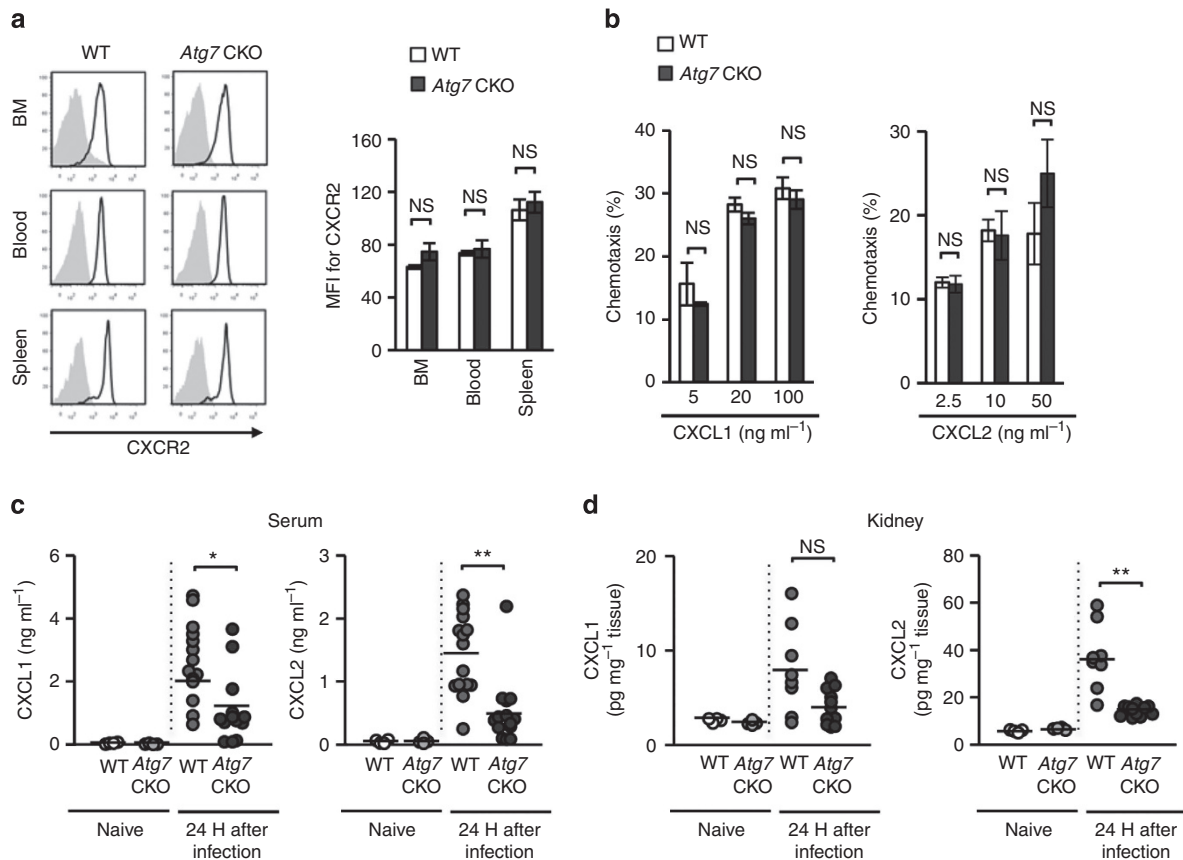 a
WT
Atg7 CKO
BM
Blood
Spleen
CXCR2
WT
Atg7 CKO
MFI for CXCR2
160
120
80
40
0
NS
NS
NS
BM
Blood
Spleen
b
WT
Atg7 CKO
Chemotaxis (%)
40
30
20
10
0
NS
NS
NS
5 20 100
CXCL1 (ng ml⁻¹)
Chemotaxis (%)
30
20
10
0
NS
NS
NS
2.5 10 50
CXCL2 (ng ml⁻¹)
c
Serum
CXCL1 (ng ml⁻¹)
6
4
2
0
*
WT Atg7 WT Atg7
CKO CKO
Naive 24 H after
infection
CXCL2 (ng ml⁻¹)
3
2
1
0
**
WT Atg7 WT Atg7
CKO CKO
Naive 24 H after
infection
d
Kidney
CXCL1
(pg mg⁻¹ tissue)
20
10
0
NS
WT Atg7 WT Atg7
CKO CKO
Naive 24 H after
infection
CXCL2
(pg mg⁻¹ tissue)
80
60
40
20
0
**
WT Atg7 WT Atg7
CKO CKO
Naive 24 H after
infection